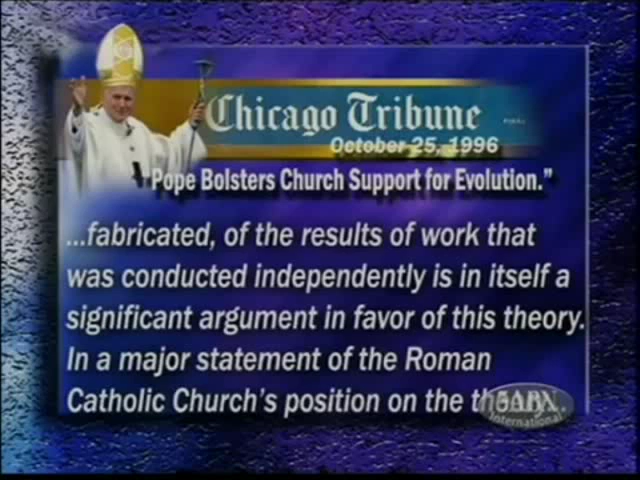 Chicago Tribune
October 25, 1996
"Pope Bolsters Church Support for Evolution."
...fabricated, of the results of work that
was conducted independently is in itself a
significant argument in favor of this theory.
In a major statement of the Roman
Catholic Church's position on the theory.
3ABN
International